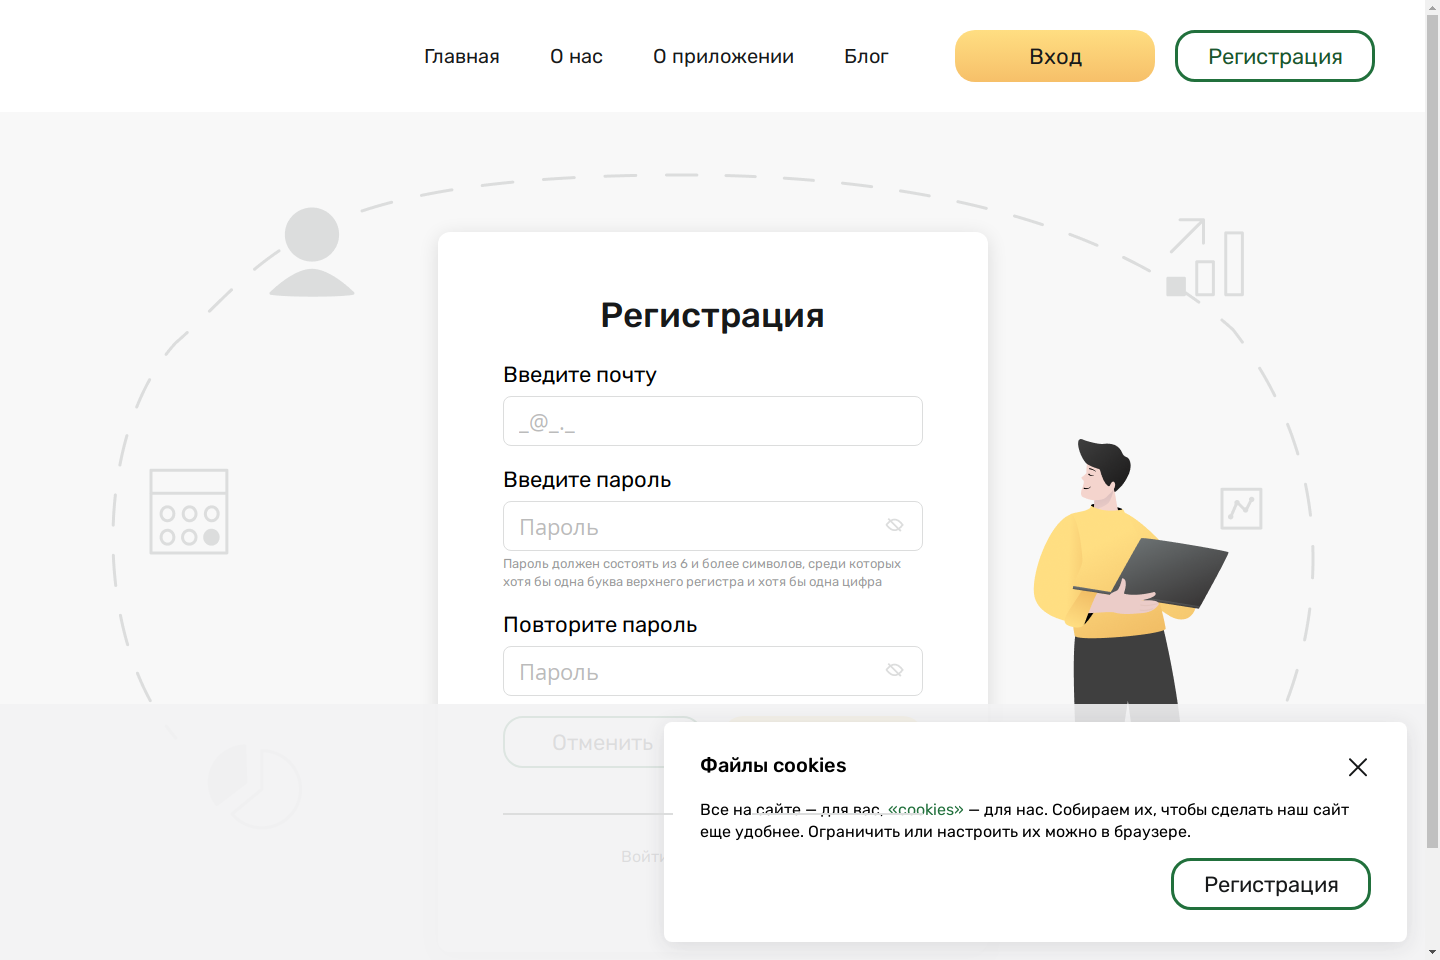 Главная
О нас
О приложении
Блог
Вход
Регистрация
Регистрация
Введите почту
_@_._
Введите пароль
Пароль
Пароль должен состоять из 6 и более символов, среди которых
хотя бы одна буква верхнего регистра и хотя бы одна цифра
Повторите пароль
Пароль
Отменить
Войти
Файлы cookies
Все на сайте — для вас, «cookies» — для нас. Собираем их, чтобы сделать наш сайт
еще удобнее. Ограничить или настроить их можно в браузере.
Регистрация